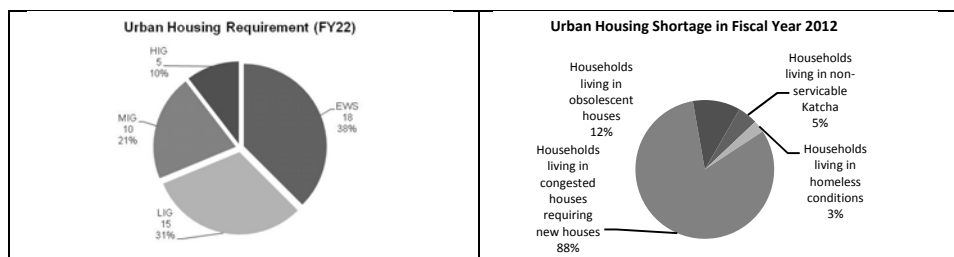 Urban Housing Requirement (FY22)
HIG
5
10%
EWS
18
38%
MIG
10
21%
LIG
15
31%
Urban Housing Shortage in Fiscal Year 2012
Households
living in
obsolescent
houses
12%
Households
living in non-
servicable
Katcha
5%
Households
living in
homeless
conditions
3%
Households
living in
congested
houses
requiring
new houses
88%